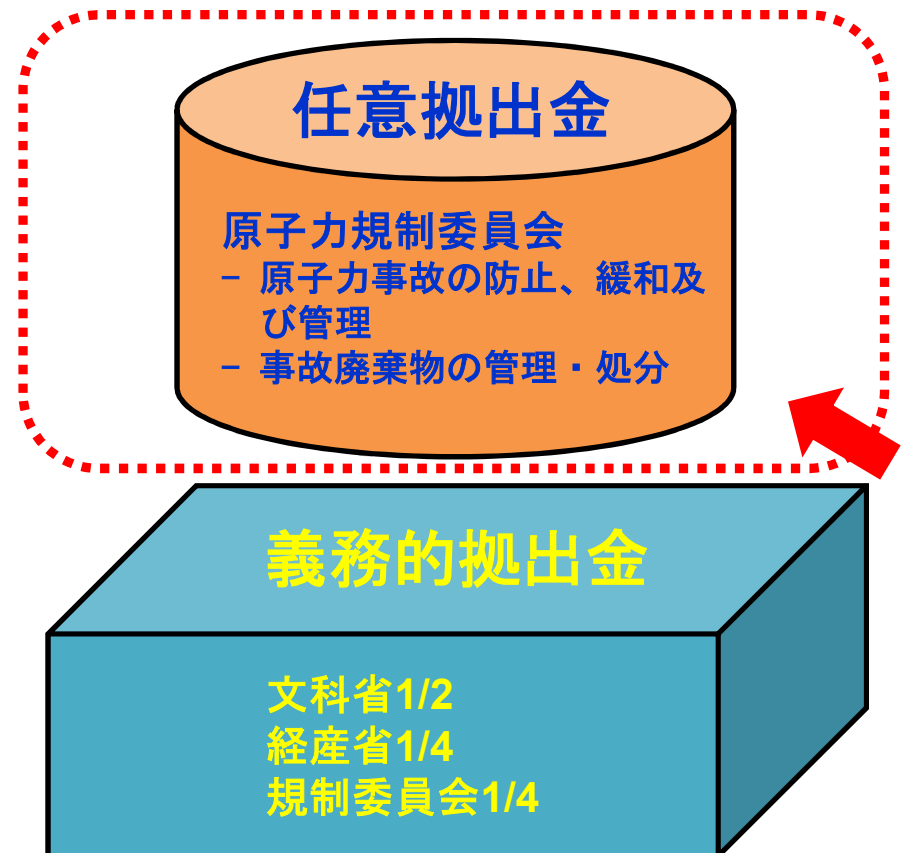 任意拠出金
原子力規制委員会
－ 原子力事故の防止、緩和及
び管理
－ 事故廃棄物の管理・処分
義務的拠出金
文科省1/2
経産省1/4
規制委員会1/4